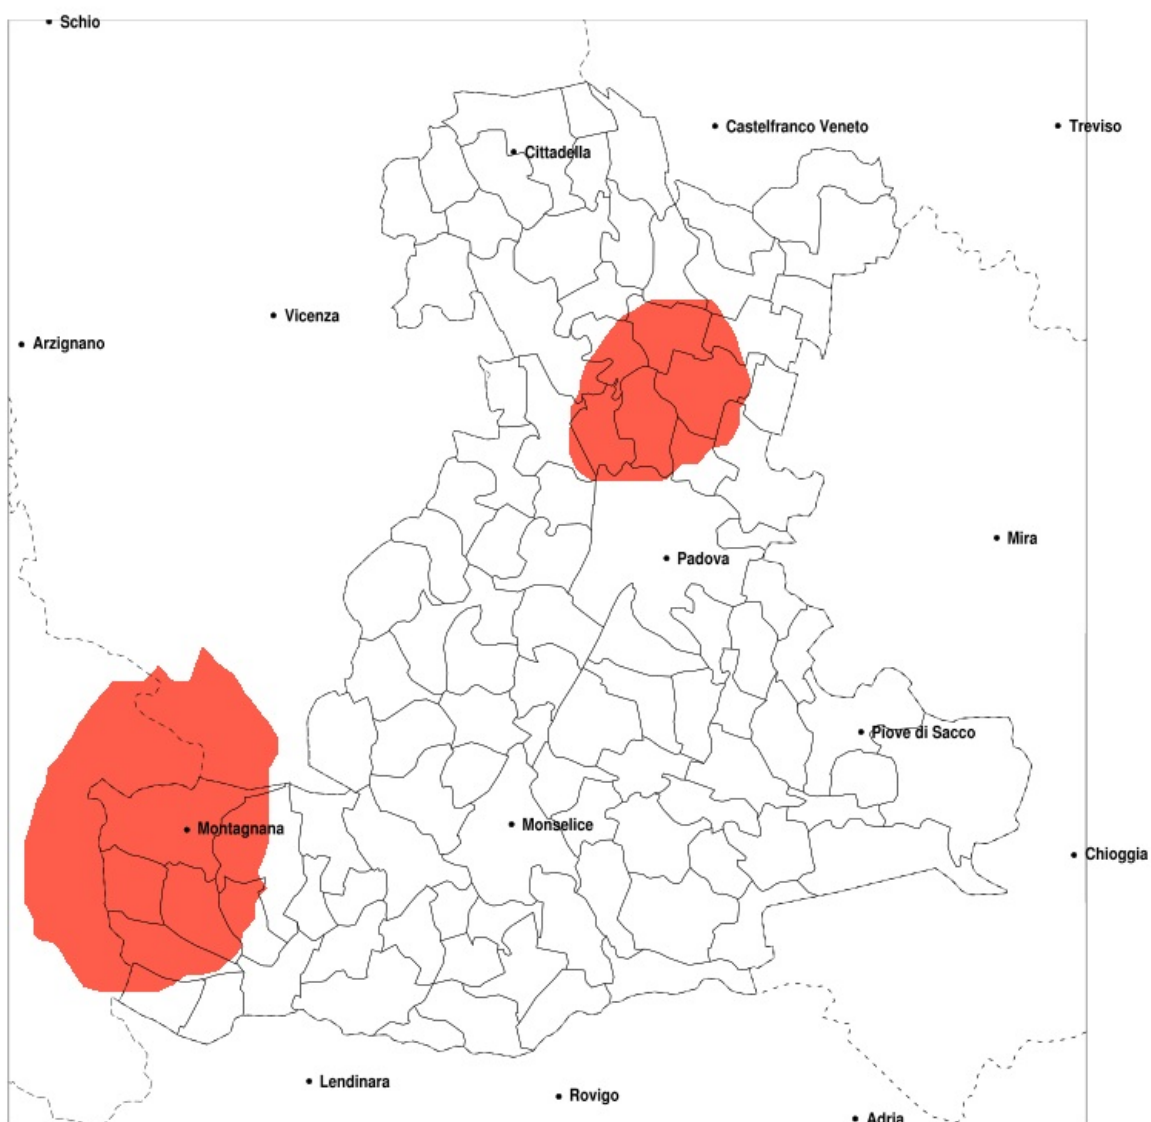 Schio
Castelfranco Veneto
Treviso
Cittadella
Vicenza
Arzignano
Mira
Padova
Piove di Sacco
Montagnana
Monselice
Chioggia
Lendinara
Rovigo
Adria